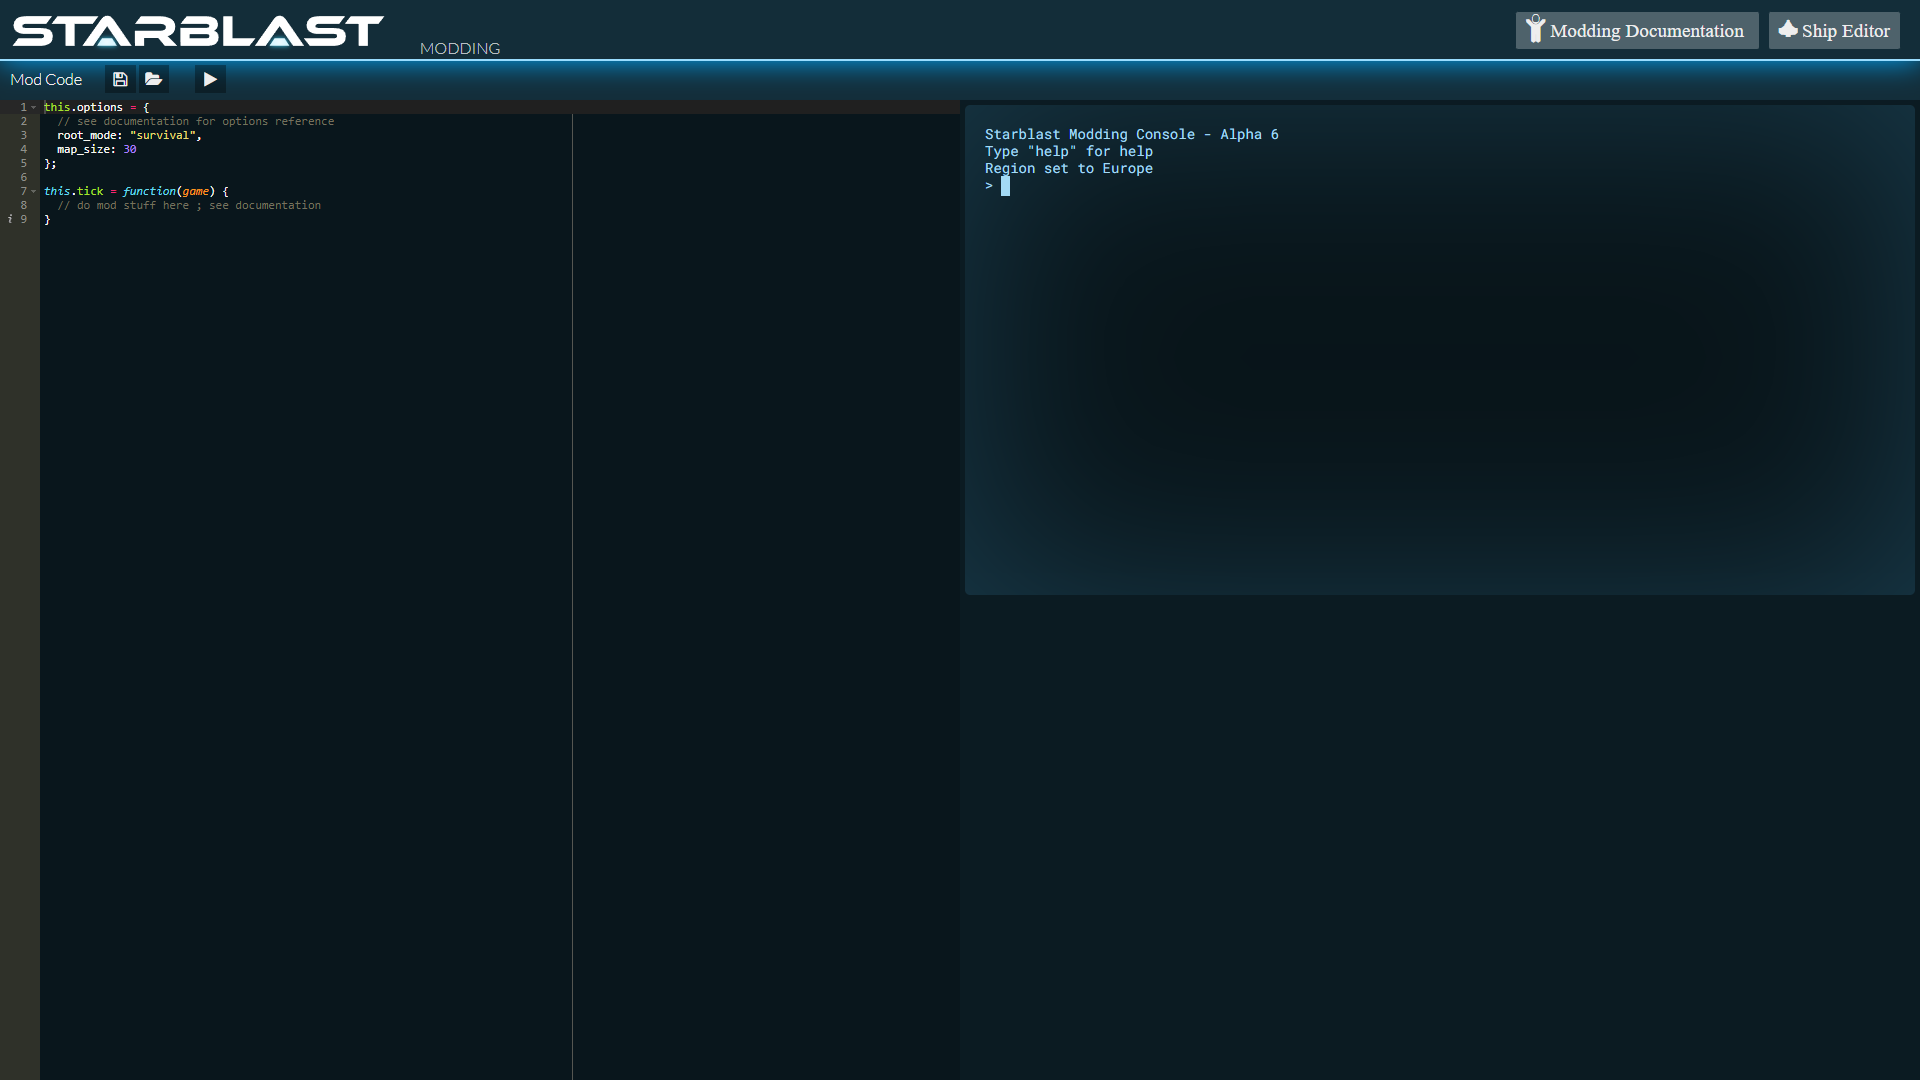 STARBLAST
MODDING
Modding Documentation
Ship Editor
Mod Code
1 this.options = {
2 // see documentation for options reference
3 root_mode: "survival",
4 map_size: 30
5 };
6
7 this.tick = function(game) {
8 // do mod stuff here ; see documentation
i 9 }
Starblast Modding Console - Alpha 6
Type "help" for help
Region set to Europe
>